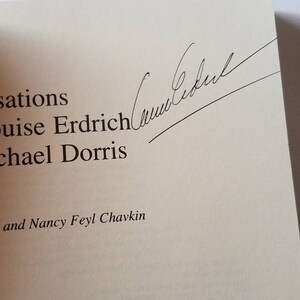 sations
ouise Erdrich
chael Dorris
and Nancy Feyl Chavkin